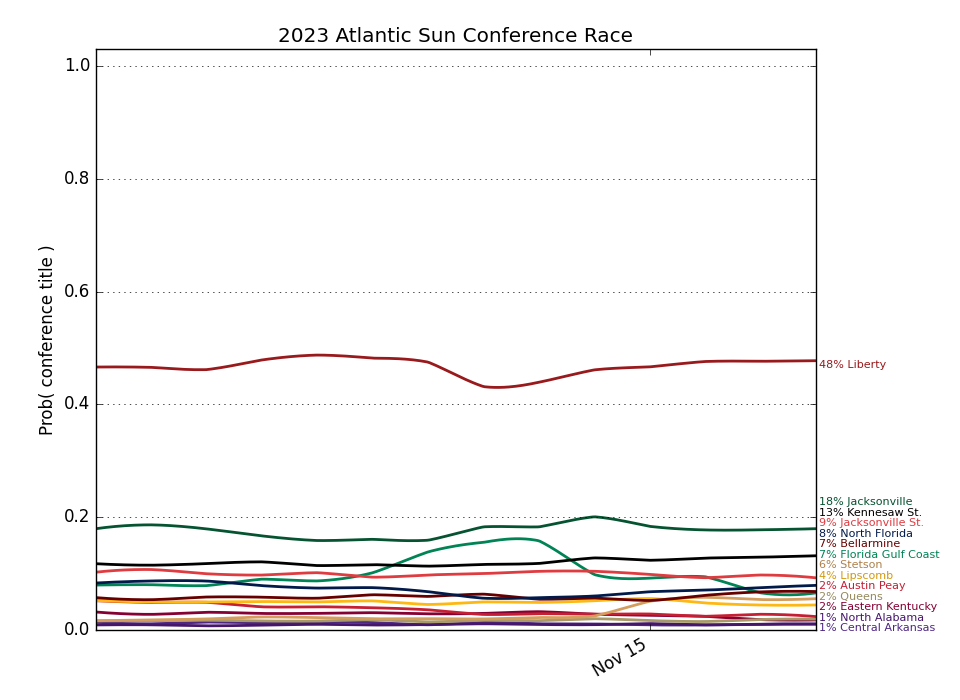 2023 Atlantic Sun Conference Race
Prob( conference title )
1.0
0.8
0.6
0.4
0.2
0.0
Nov 15
48% Liberty
18% Jacksonville
13% Kennesaw St.
9% Jacksonville St.
8% North Florida
7% Bellarmine
7% Florida Gulf Coast
6% Stetson
4% Lipscomb
2% Austin Peay
2% Queens
2% Eastern Kentucky
1% North Alabama
1% Central Arkansas